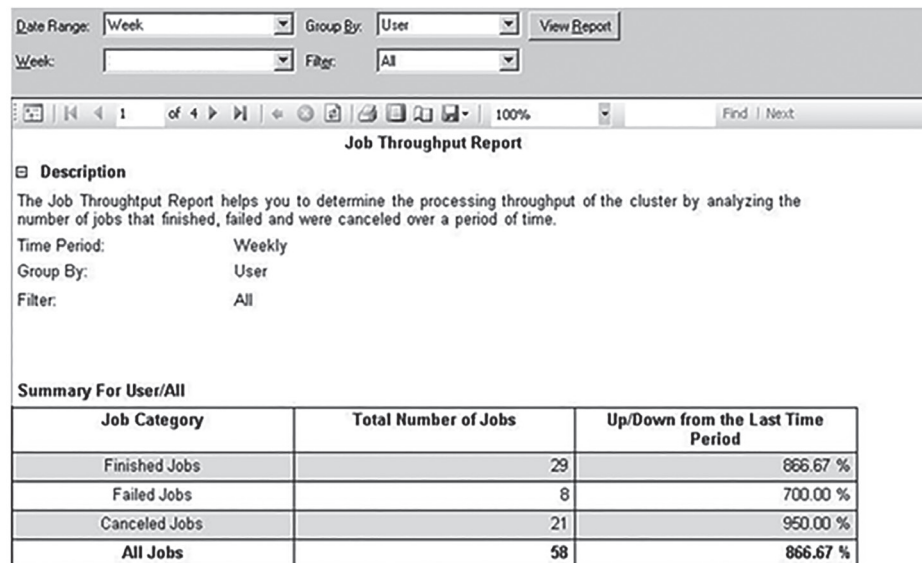 Date Range: Week Group By: User View Report
Week: Filter: All
1 of 4 100% Find | Next
Job Throughput Report
Description
The Job Throughtput Report helps you to determine the processing throughput of the cluster by analyzing the
number of jobs that finished, failed and were canceled over a period of time.
Time Period: Weekly
Group By: User
Filter: All
Summary For User/All
Job Category Total Number of Jobs Up/Down from the Last Time
Period
Finished Jobs 29 866.67 %
Failed Jobs 8 700.00 %
Canceled Jobs 21 950.00 %
All Jobs 58 866.67 %